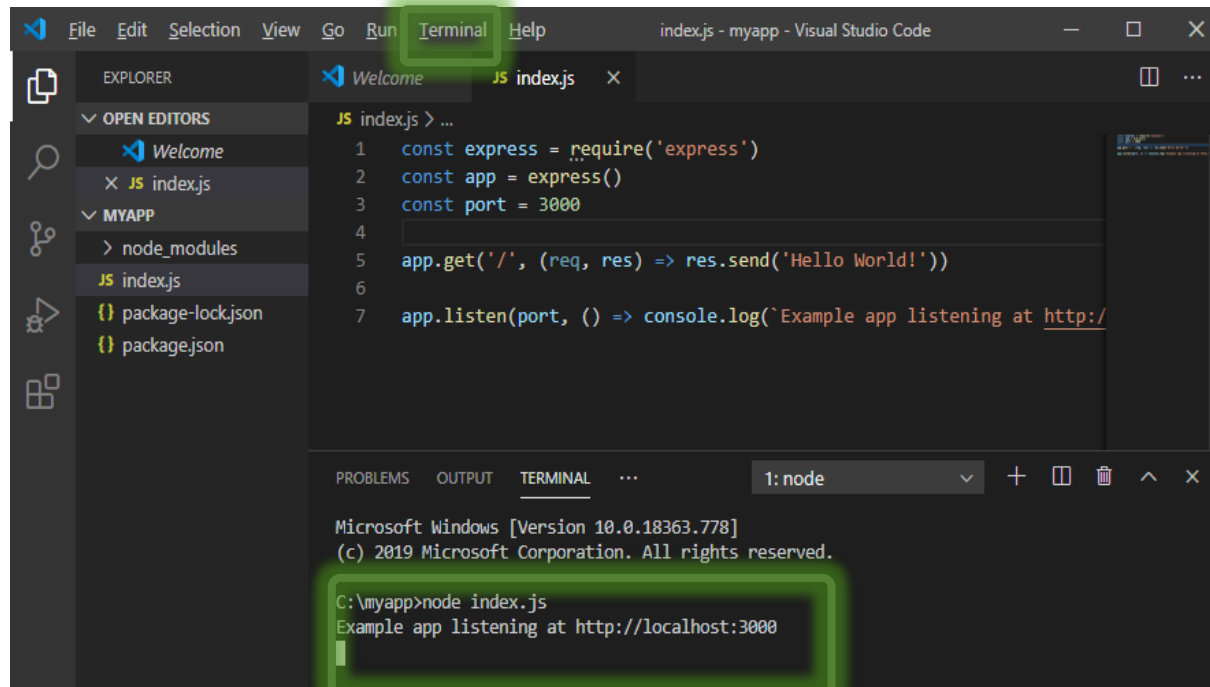 File Edit Selection View Go Run Terminal Help index.js - myapp - Visual Studio Code
EXPLORER
Welcome JS index.js
OPEN EDITORS
Welcome
JS index.js
MYAPP
node_modules
JS index.js
{} package-lock.json
{} package.json
JS index.js > ...
1 const express = require('express')
2 const app = express()
3 const port = 3000
4
5 app.get('/', (req, res) => res.send('Hello World!'))
6
7 app.listen(port, () => console.log(`Example app listening at http:/
PROBLEMS OUTPUT TERMINAL ··· 1: node
Microsoft Windows [Version 10.0.18363.778]
(c) 2019 Microsoft Corporation. All rights reserved.
C:\myapp>node index.js
Example app listening at http://localhost:3000